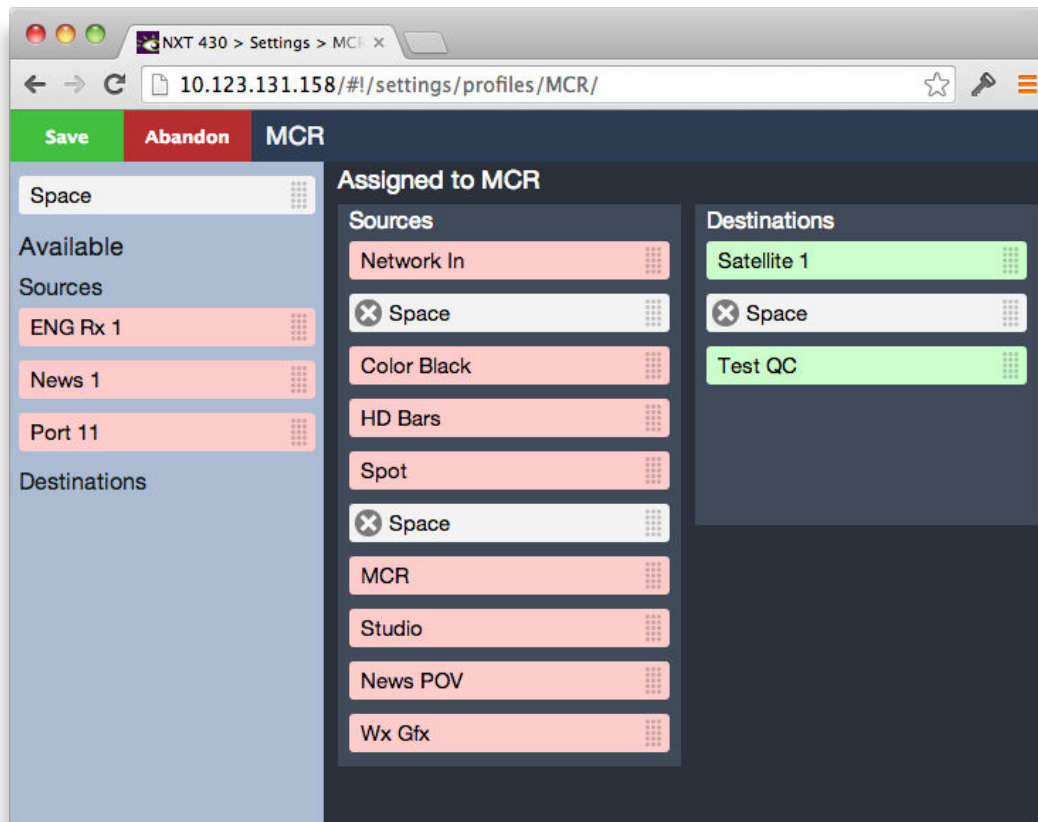 NXT 430 > Settings > MC
10.123.131.158/#!/settings/profiles/MCR/
Save
Abandon
MCR
Space
Available
Sources
ENG Rx 1
News 1
Port 11
Destinations
Assigned to MCR
Sources
Network In
Space
Color Black
HD Bars
Spot
Space
MCR
Studio
News POV
Wx Gfx
Destinations
Satellite 1
Space
Test QC